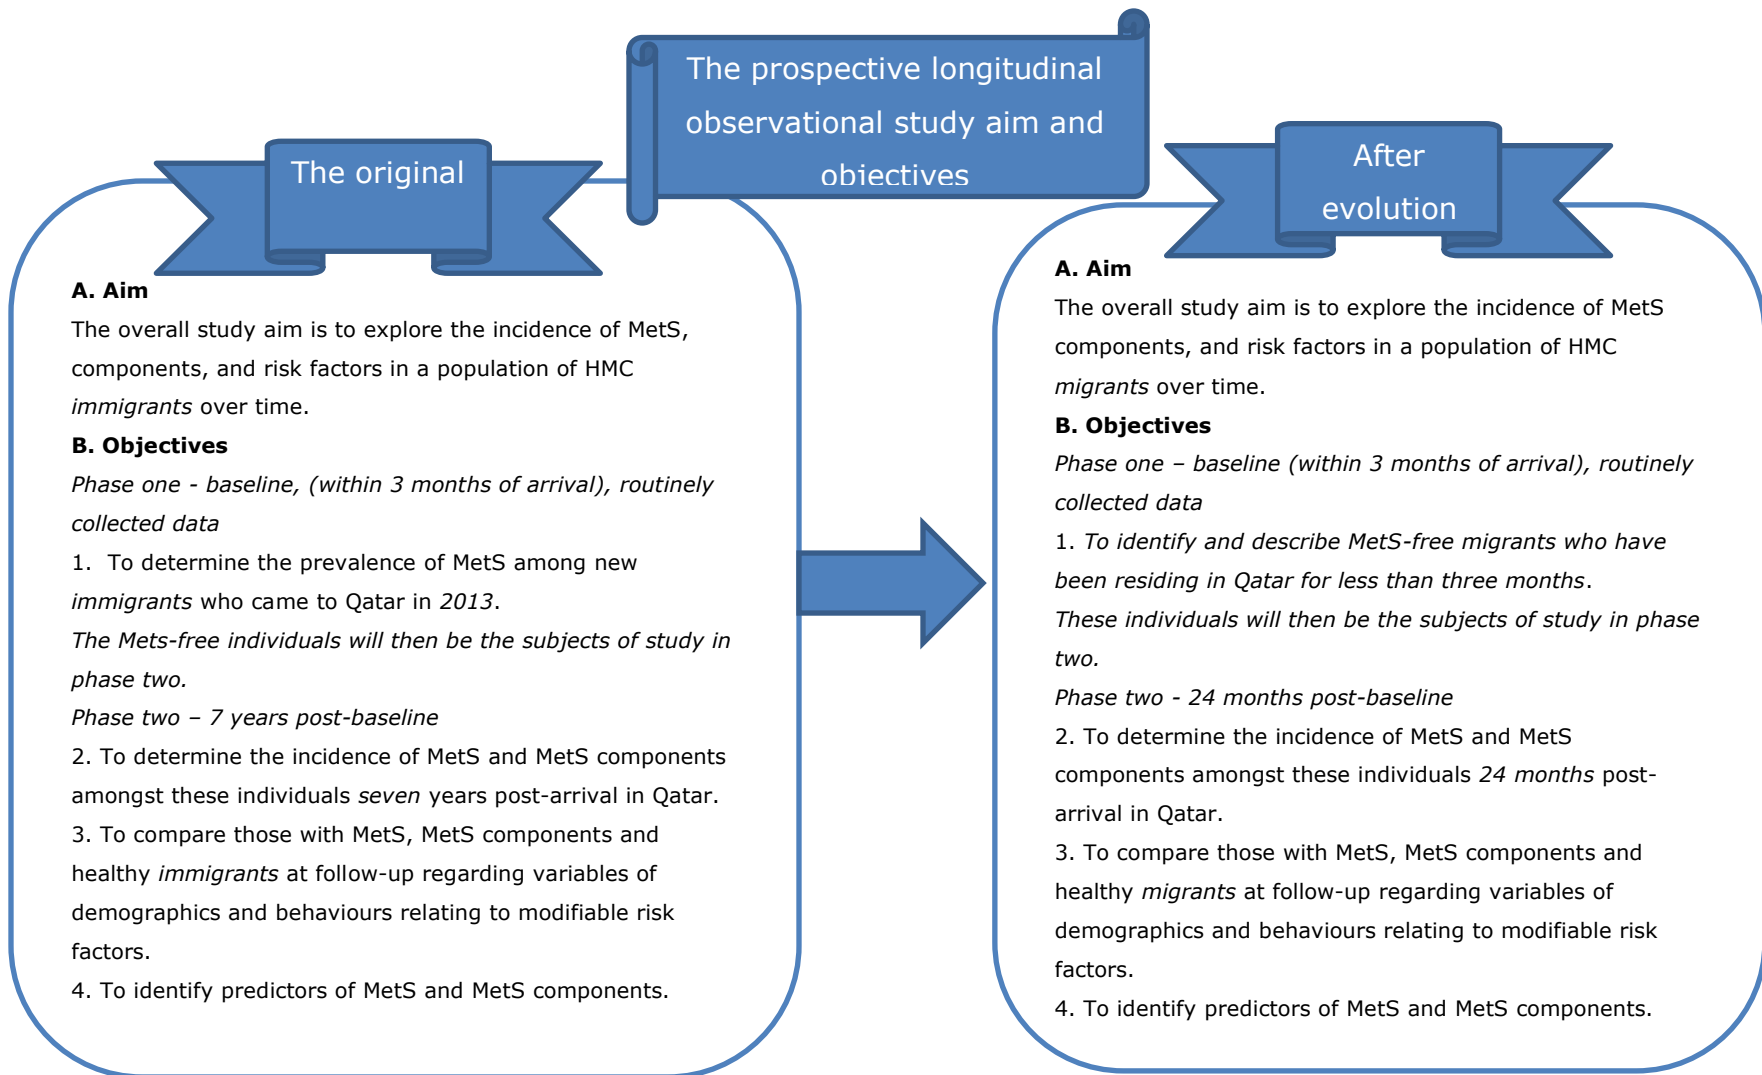 The prospective longitudinal
observational study aim and
objectives
The original
A. Aim
The overall study aim is to explore the incidence of MetS,
components, and risk factors in a population of HMC
immigrants over time.
B. Objectives
Phase one - baseline, (within 3 months of arrival), routinely
collected data
1. To determine the prevalence of MetS among new
immigrants who came to Qatar in 2013.
The Mets-free individuals will then be the subjects of study in
phase two.
Phase two – 7 years post-baseline
2. To determine the incidence of MetS and MetS components
amongst these individuals seven years post-arrival in Qatar.
3. To compare those with MetS, MetS components and
healthy immigrants at follow-up regarding variables of
demographics and behaviours relating to modifiable risk
factors.
4. To identify predictors of MetS and MetS components.
After
evolution
A. Aim
The overall study aim is to explore the incidence of MetS
components, and risk factors in a population of HMC
migrants over time.
B. Objectives
Phase one – baseline (within 3 months of arrival), routinely
collected data
1. To identify and describe MetS-free migrants who have
been residing in Qatar for less than three months.
These individuals will then be the subjects of study in phase
two.
Phase two - 24 months post-baseline
2. To determine the incidence of MetS and MetS
components amongst these individuals 24 months post-
arrival in Qatar.
3. To compare those with MetS, MetS components and
healthy migrants at follow-up regarding variables of
demographics and behaviours relating to modifiable risk
factors.
4. To identify predictors of MetS and MetS components.